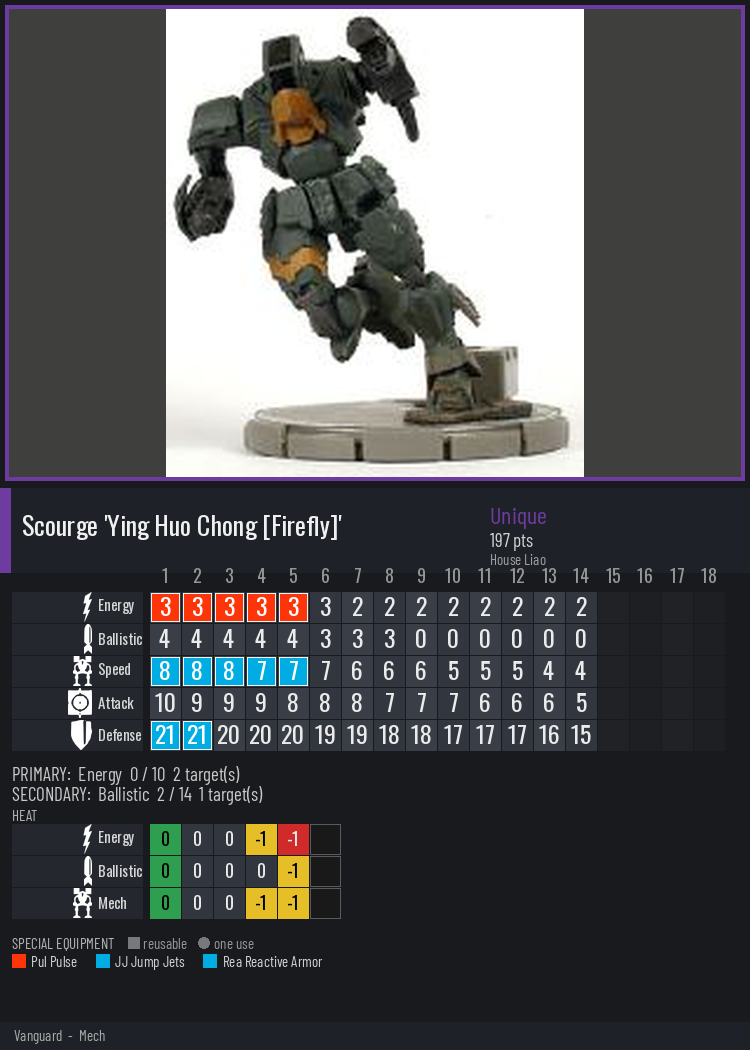 Scourge 'Ying Huo Chong [Firefly]'
Unique
197 pts
House Liao
1 2 3 4 5 6 7 8 9 10 11 12 13 14 15 16 17 18
Energy 3 3 3 3 3 3 2 2 2 2 2 2 2 2
Ballistic 4 4 4 4 4 3 3 3 0 0 0 0 0 0
Speed 8 8 8 7 7 7 6 6 6 5 5 5 4 4
Attack 10 9 9 9 8 8 8 7 7 7 6 6 6 5
Defense 21 21 20 20 20 19 19 18 18 17 17 17 16 15
PRIMARY: Energy 0 / 10 2 target(s)
SECONDARY: Ballistic 2 / 14 1 target(s)
HEAT
Energy 0 0 0 -1 -1
Ballistic 0 0 0 0 -1
Mech 0 0 0 -1 -1
SPECIAL EQUIPMENT reusable one use
Pul Pulse JJ Jump Jets Rea Reactive Armor
Vanguard - Mech